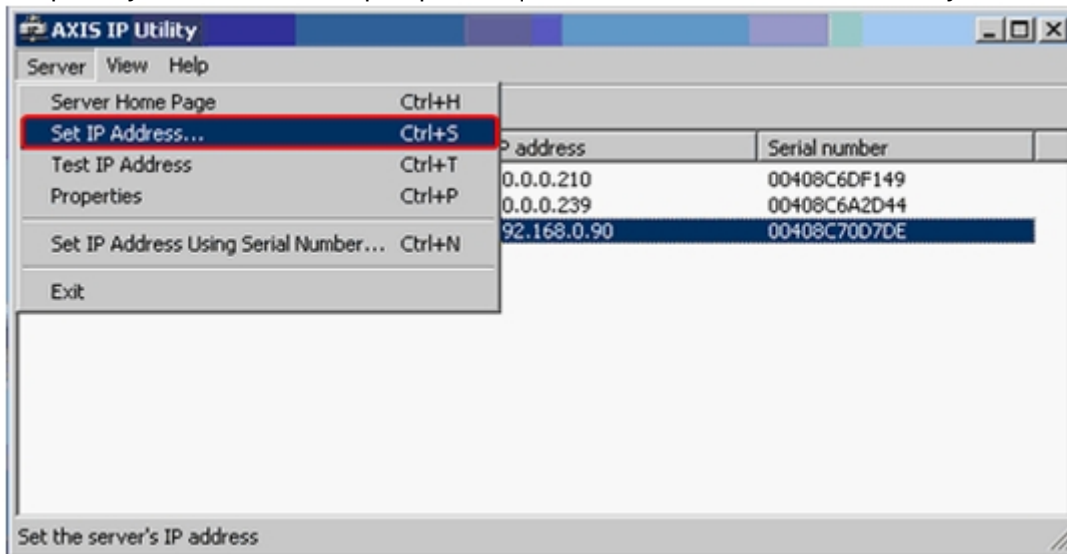 AXIS IP Utility
Server View Help
Server Home Page Ctrl+H
Set IP Address... Ctrl+S
Test IP Address Ctrl+T
Properties Ctrl+P
Set IP Address Using Serial Number... Ctrl+N
Exit
address Serial number
0.0.0.210 00408C6DF149
0.0.0.239 00408C6A2D44
92.168.0.90 00408C70D7DE
Set the server's IP address